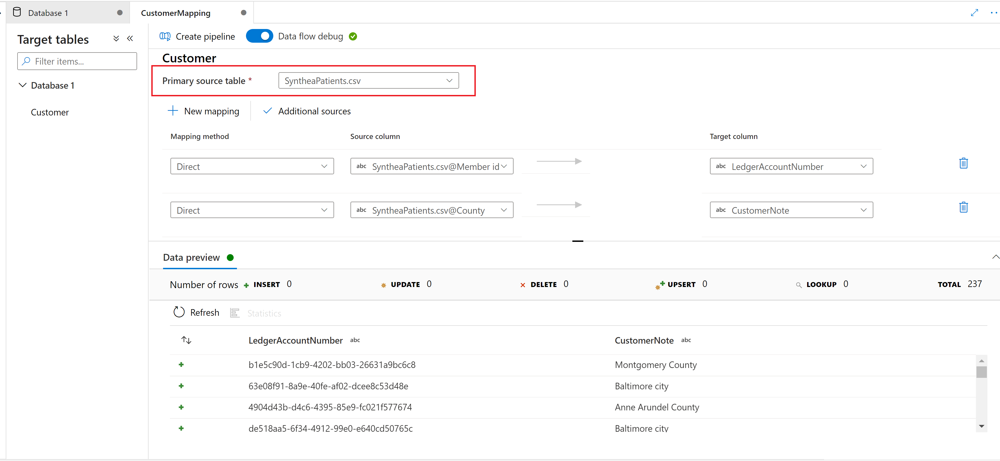 Database 1
CustomerMapping
Target tables
Filter items...
Database 1
Customer
Create pipeline
Data flow debug
Customer
Primary source table *
SyntheaPatients.csv
New mapping
Additional sources
Mapping method
Source column
Target column
Direct
abc SyntheaPatients.csv@Member id
abc LedgerAccountNumber
Direct
abc SyntheaPatients.csv@County
abc CustomerNote
Data preview
Number of rows INSERT 0 UPDATE 0 DELETE 0 UPSERT 0 LOOKUP 0 TOTAL 237
Refresh Statistics
LedgerAccountNumber abc CustomerNote abc
b1e5c90d-1cb9-4202-bb03-26631a9bc6c8 Montgomery County
63e08f91-8a9e-40fe-af02-dcee8c53d48e Baltimore city
4904d43b-d4c6-4395-85e9-fc021f577674 Anne Arundel County
de518aa5-6f34-4912-99e0-e640cd50765c Baltimore city